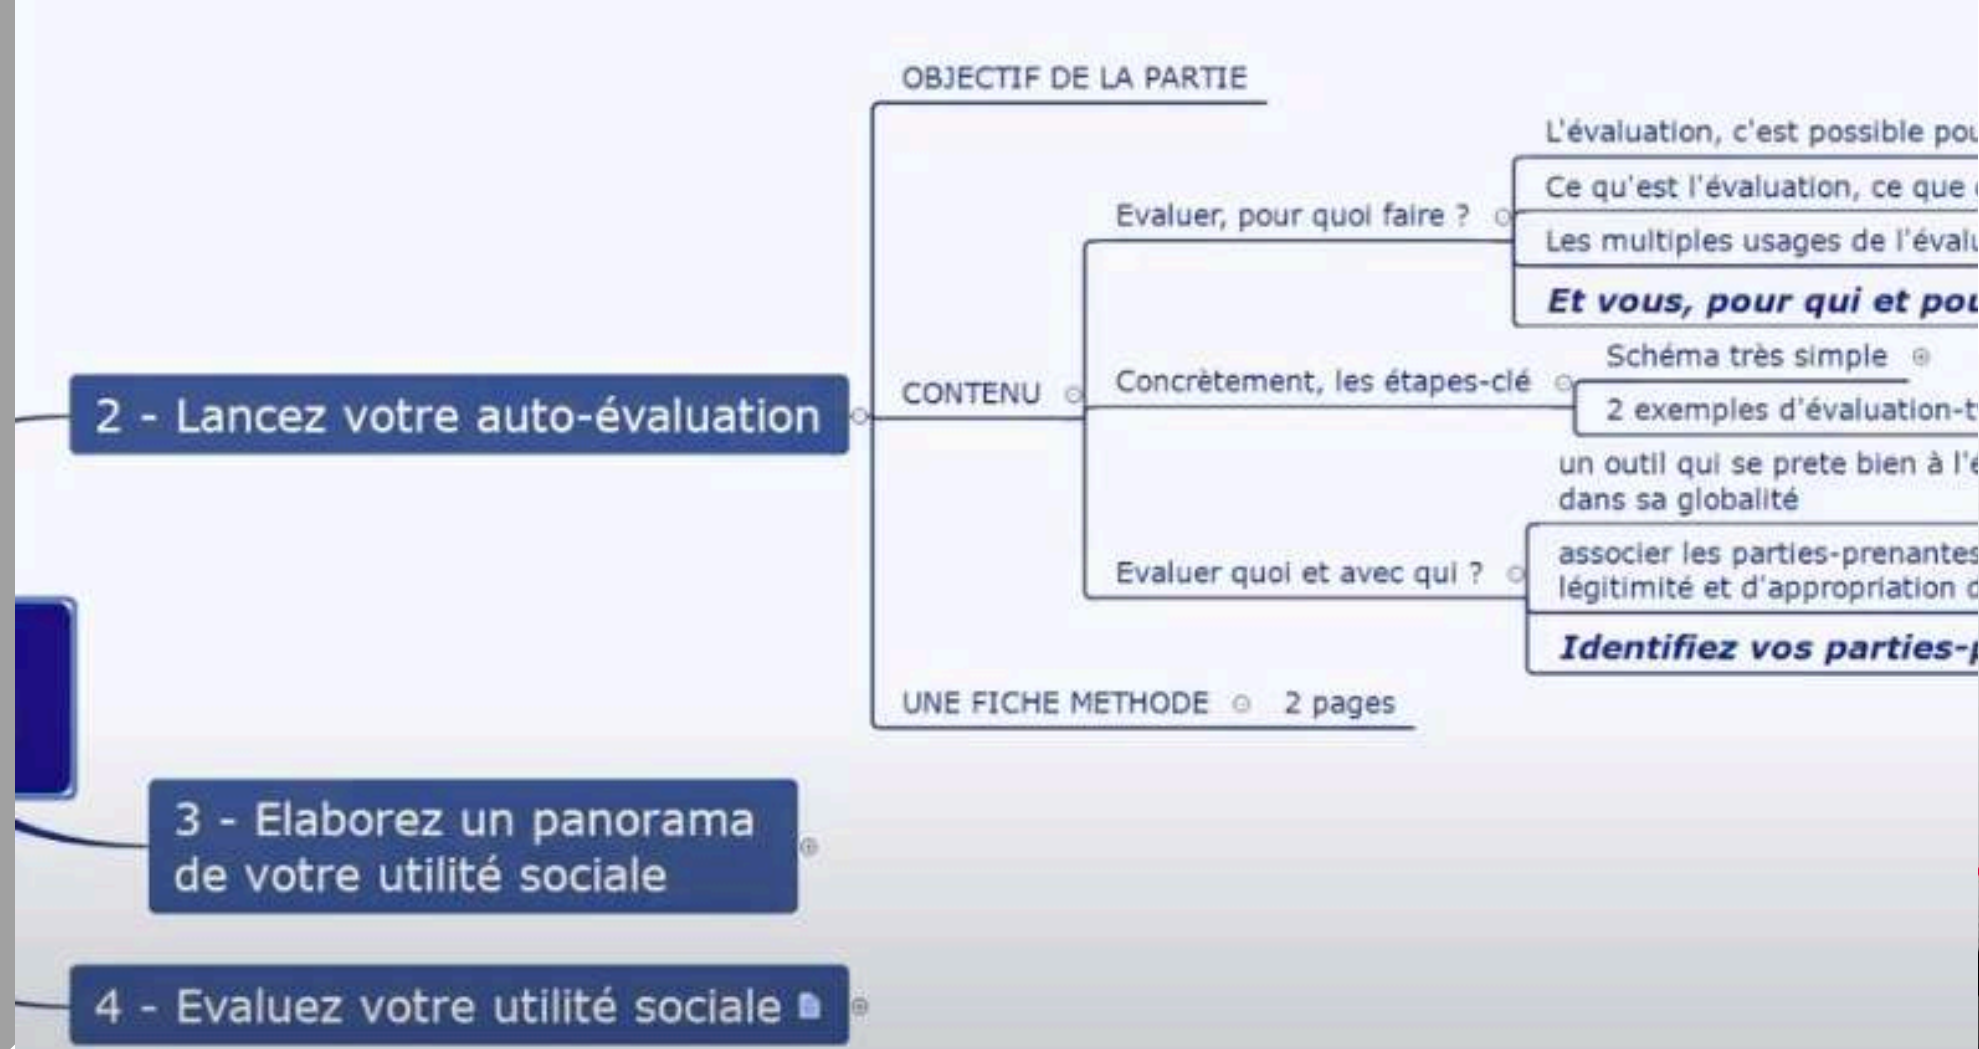 OBJECTIF DE LA PARTIE
L'évaluation, c'est possible
Ce qu'est l'évaluation, ce que
Evaluer, pour quoi faire ?
Les multiples usages de
Et vous, pour qui et
Schéma très simple
Concrètement, les étapes-clé
CONTENU
2 - Lancez votre auto-évaluation
2 exemples
un outil qui se prete bien à
dans sa globalité
Evaluer quoi et avec qui ?
associer les parties-prenantes
légitimité et d'appropriation
Identifiez vos
UNE FICHE METHODE
2 pages
3 - Elaborez un panorama
de votre utilité sociale
4 - Evaluez votre utilité sociale